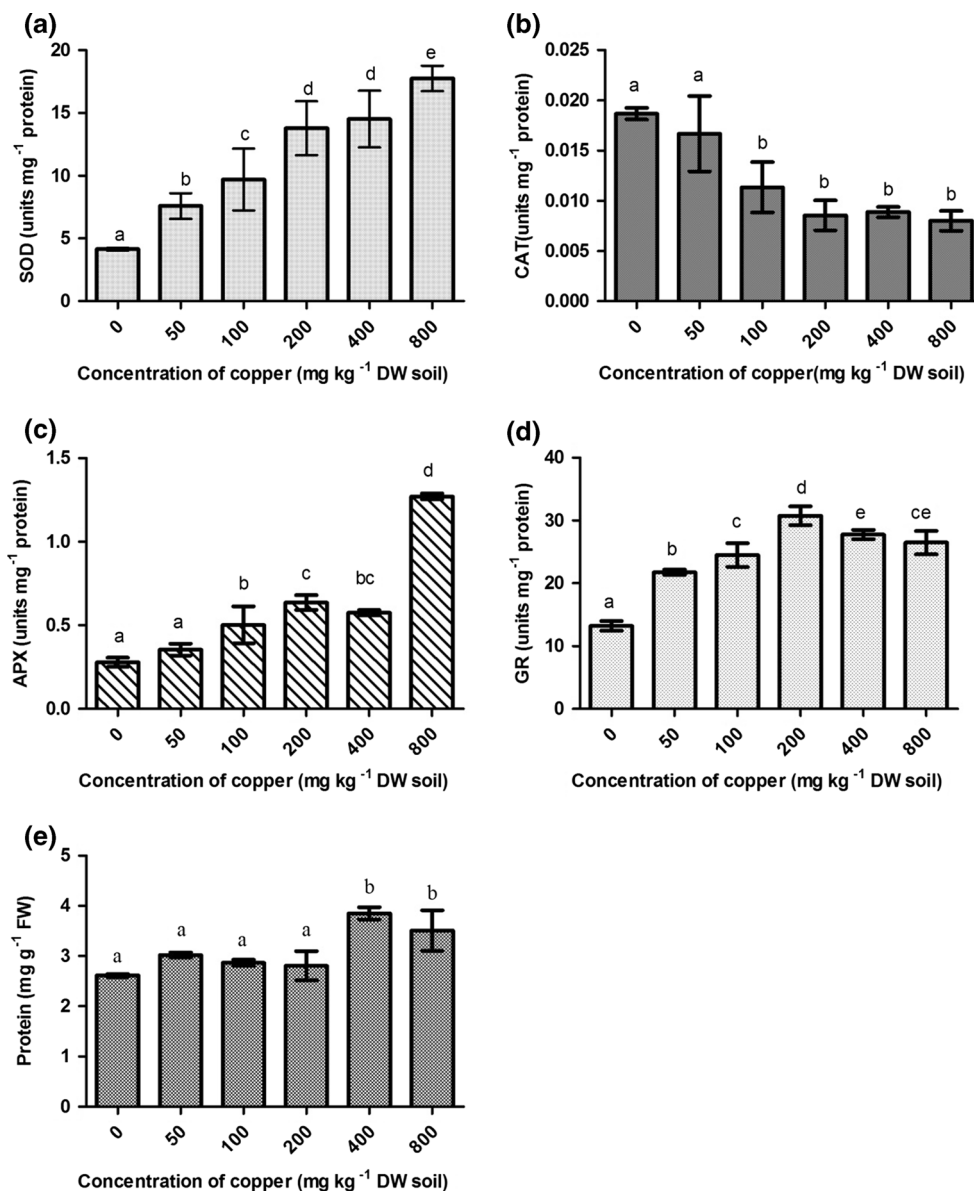 (a)
SOD (units mg⁻¹ protein)
20
15
10
5
0
a
b
c
d
d
e
0
50
100
200
400
800
Concentration of copper (mg kg ⁻¹ DW soil)
(b)
CAT(units mg⁻¹ protein)
0.025
0.020
0.015
0.010
0.005
0.000
a
a
b
b
b
b
0
50
100
200
400
800
Concentration of copper(mg kg ⁻¹ DW soil)
(c)
APX (units mg⁻¹ protein)
1.5
1.0
0.5
0.0
a
a
b
c
bc
d
0
50
100
200
400
800
Concentration of copper (mg kg ⁻¹ DW soil)
(d)
GR (units mg⁻¹ protein)
40
30
20
10
0
a
b
c
d
e
ce
0
50
100
200
400
800
Concentration of copper (mg kg ⁻¹ DW soil)
(e)
Protein (mg g⁻¹ FW)
5
4
3
2
1
0
a
a
a
a
b
b
0
50
100
200
400
800
Concentration of copper (mg kg ⁻¹ DW soil)